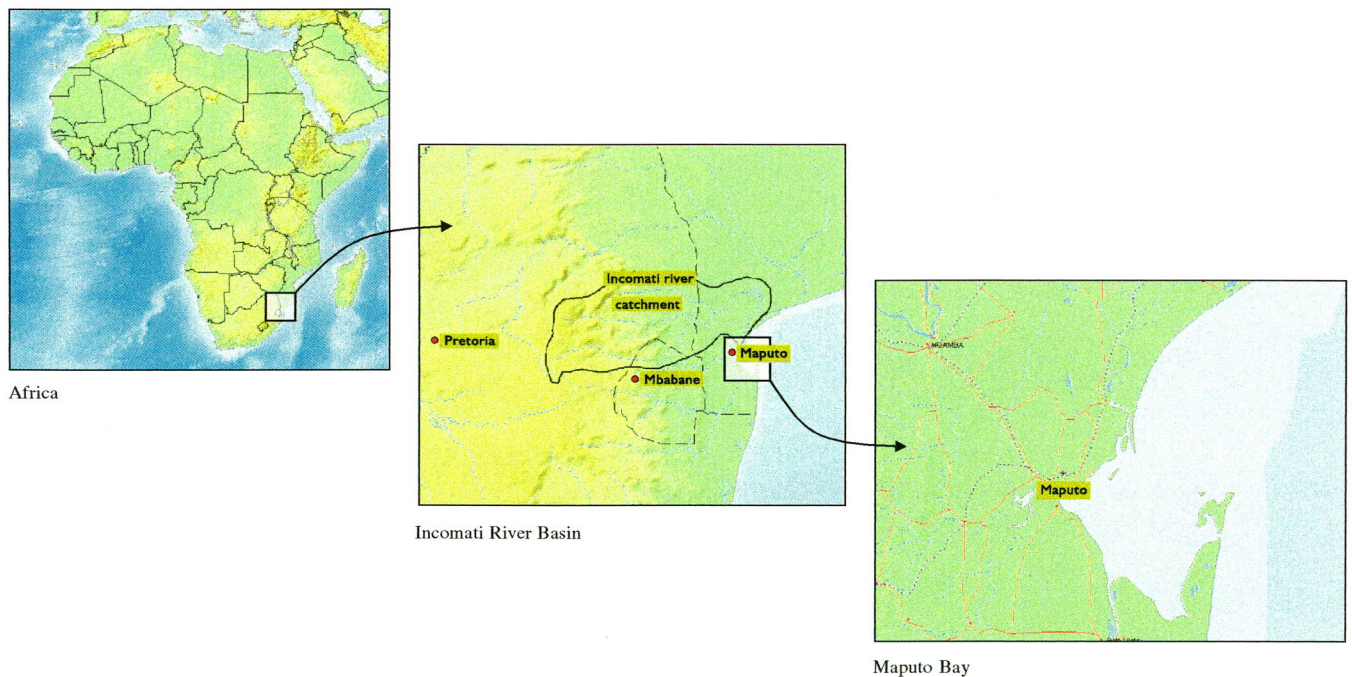 Africa
Incomati river
catchment
Pretoria
Maputo
Mbabane
Incomati River Basin
Maputo
Maputo Bay